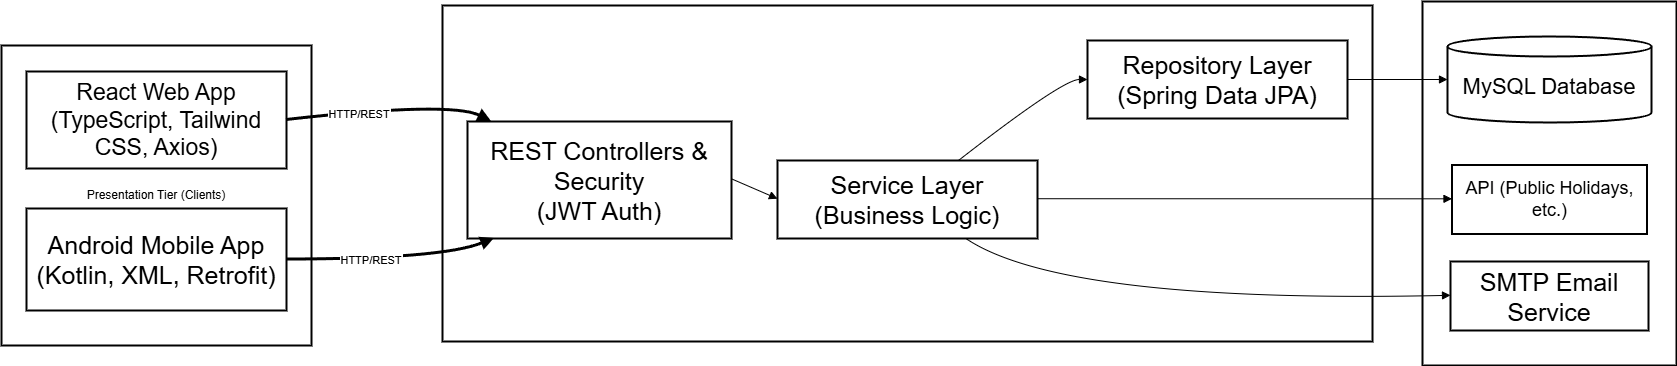 React Web App
(TypeScript, Tailwind
CSS, Axios)
Presentation Tier (Clients)
Android Mobile App
(Kotlin, XML, Retrofit)
HTTP/REST
HTTP/REST
REST Controllers &
Security
(JWT Auth)
Service Layer
(Business Logic)
Repository Layer
(Spring Data JPA)
MySQL Database
API (Public Holidays,
etc.)
SMTP Email
Service